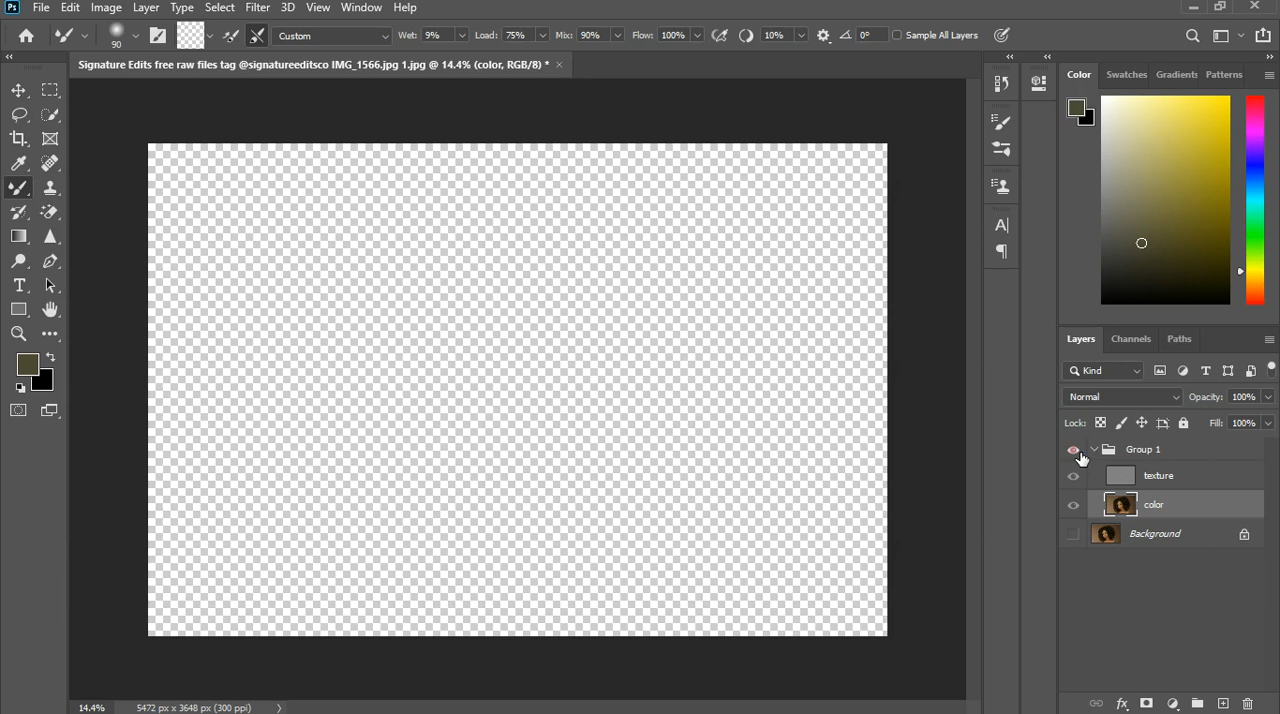 Ps File Edit Image Layer Type Select Filter 3D View Window Help
90 Custom Wet: 9% Load: 75% Mix: 90% Flow: 100% 10% 0° Sample All Layers
Signature Edits free raw files tag @signatureeditsco IMG_1566.jpg 1.jpg @ 14.4% (color, RGB/8) *
Color Swatches Gradients Patterns
Layers Channels Paths
Kind
Normal Opacity: 100%
Lock: Fill: 100%
Group 1
texture
color
Background
14.4% 5472 px x 3648 px (300 ppi)